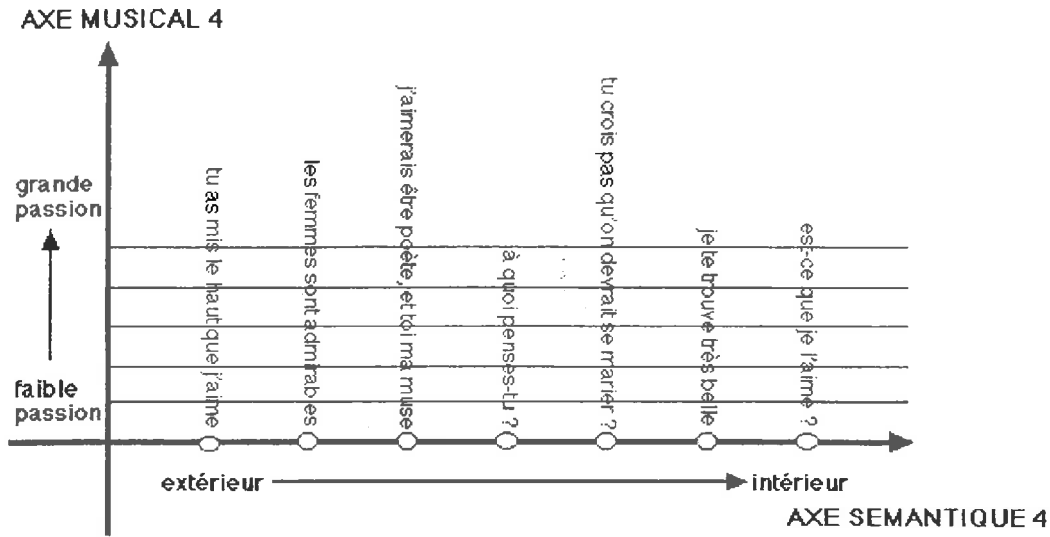 AXE MUSICAL 4
grande
passion
faible
passion
tu as mis le haut que j'aime
les femmes sont admirables
j'aimerais être poète, et toi ma muse
à quoi penses-tu ?
tu crois pas qu'on devrait se marier ?
je te trouve très belle
est-ce que je l'aime ?
extérieur
intérieur
AXE SEMANTIQUE 4